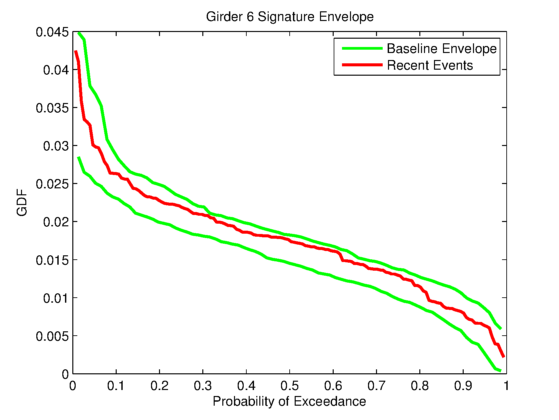 Girder 6 Signature Envelope
0.045
0.04
0.035
0.03
0.025
0.02
0.015
0.01
0.005
0
GDF
Baseline Envelope
Recent Events
0 0.1 0.2 0.3 0.4 0.5 0.6 0.7 0.8 0.9 1
Probability of Exceedance